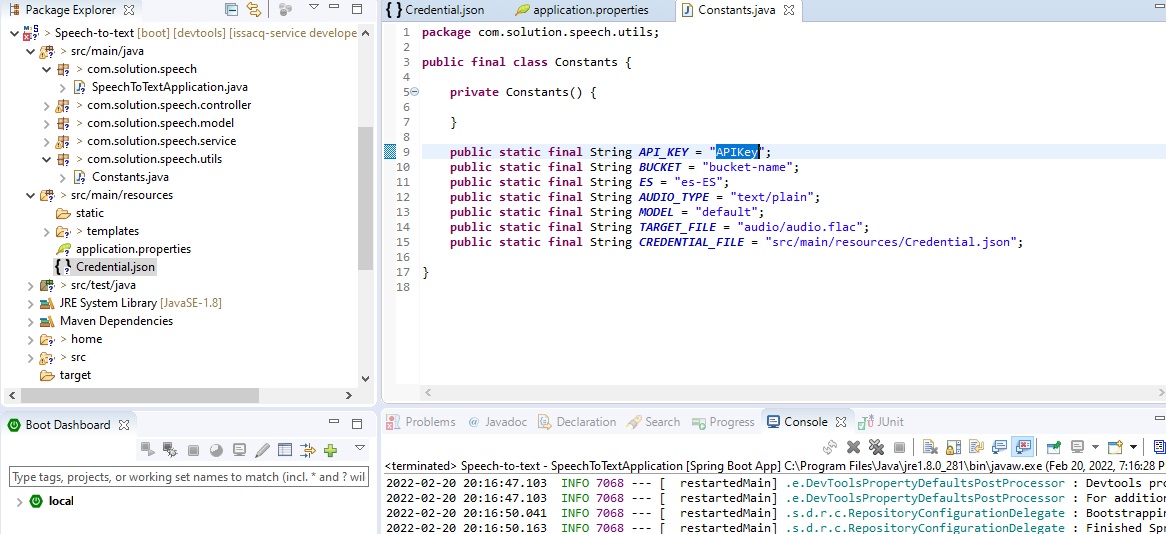 Package Explorer
Speech-to-text [boot] [devtools] [issacq-service develope
> src/main/java
> com.solution.speech
SpeechToTextApplication.java
> com.solution.speech.controller
> com.solution.speech.model
> com.solution.speech.service
> com.solution.speech.utils
> Constants.java
> src/main/resources
static
> templates
application.properties
Credential.json
> src/test/java
JRE System Library [JavaSE-1.8]
Maven Dependencies
> home
> src
target
Boot Dashboard
Type tags, projects, or working set names to match (incl. * and ? wil
local
Credential.json application.properties Constants.java
1 package com.solution.speech.utils;
2
3 public final class Constants {
4
5 private Constants() {
6
7 }
8
9 public static final String API_KEY = "APIKey";
10 public static final String BUCKET = "bucket-name";
11 public static final String ES = "es-ES";
12 public static final String AUDIO_TYPE = "text/plain";
13 public static final String MODEL = "default";
14 public static final String TARGET_FILE = "audio/audio.flac";
15 public static final String CREDENTIAL_FILE = "src/main/resources/Credential.json";
16
17 }
18
Problems @ Javadoc Declaration Search Progress Console JUnit
<terminated> Speech-to-text - SpeechToTextApplication [Spring Boot App] C:\Program Files\Java\jre1.8.0_281\bin\javaw.exe (Feb 20, 2022, 7:16:28 P
2022-02-20 20:16:47.103 INFO 7068 --- [ restartedMain] .e.DevToolsPropertyDefaultsPostProcessor : Devtools pro
2022-02-20 20:16:47.103 INFO 7068 --- [ restartedMain] .e.DevToolsPropertyDefaultsPostProcessor : For addition
2022-02-20 20:16:50.041 INFO 7068 --- [ restartedMain] .s.d.r.c.RepositoryConfigurationDelegate : Bootstrappin
2022-02-20 20:16:50.163 INFO 7068 --- [ restartedMain] .s.d.r.c.RepositoryConfigurationDelegate : Finished Spr